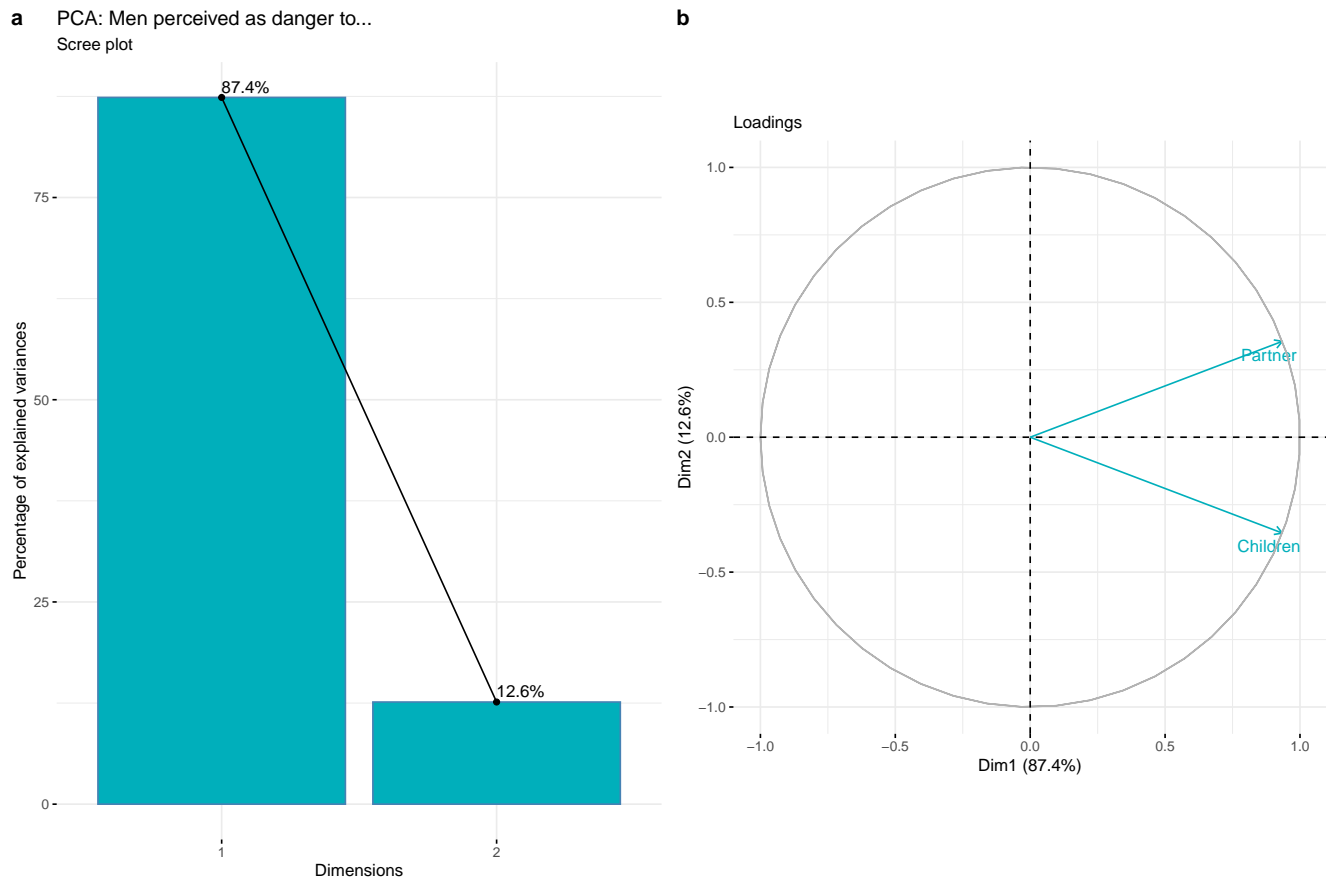 a
PCA: Men perceived as danger to...
Scree plot
87.4%
75
50
25
0
12.6%
Percentage of explained variances
1
2
Dimensions
b
Loadings
1.0
0.5
0.0
−0.5
−1.0
Partner
Children
Dim2 (12.6%)
−1.0
−0.5
0.0
0.5
1.0
Dim1 (87.4%)